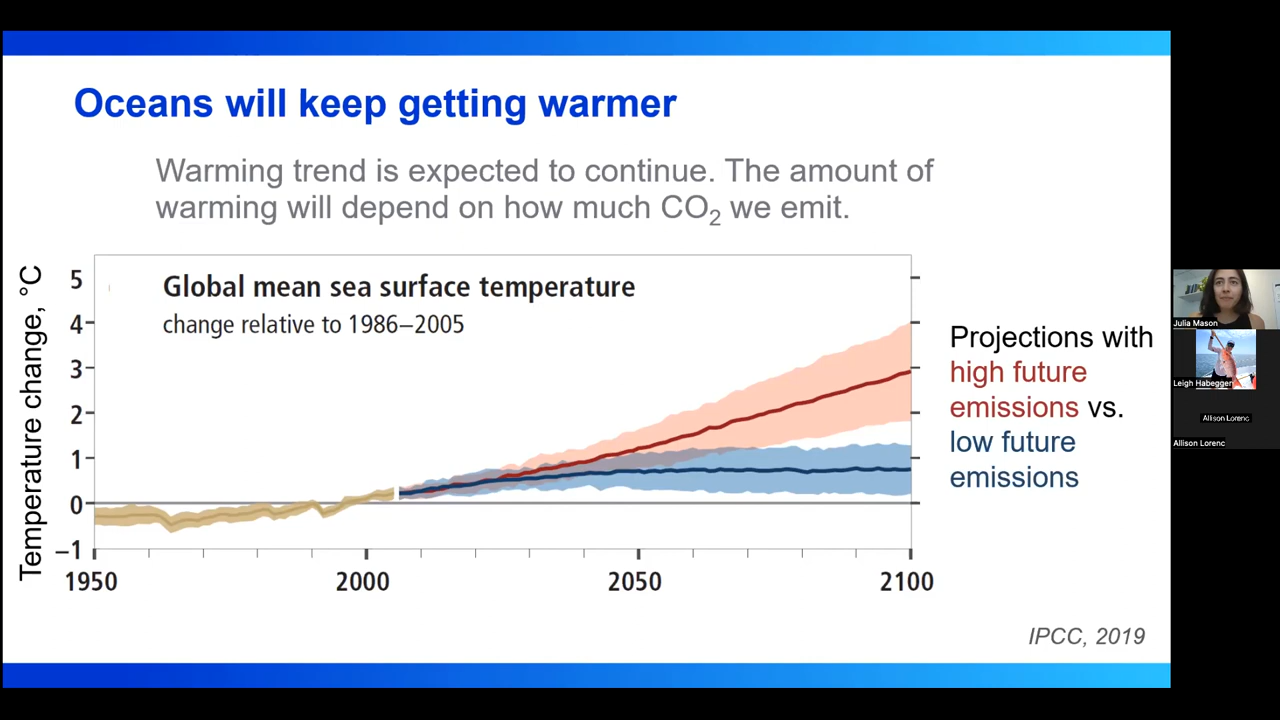 Oceans will keep getting warmer
Warming trend is expected to continue. The amount of
warming will depend on how much CO₂ we emit.
Temperature change, °C
Global mean sea surface temperature
change relative to 1986–2005
5
4
3
2
1
0
−1
1950
2000
2050
2100
Projections with
high future
emissions vs.
low future
emissions
IPCC, 2019
Julia Mason
Leigh Habegger
Allison Lorenc
Allison Lorenc